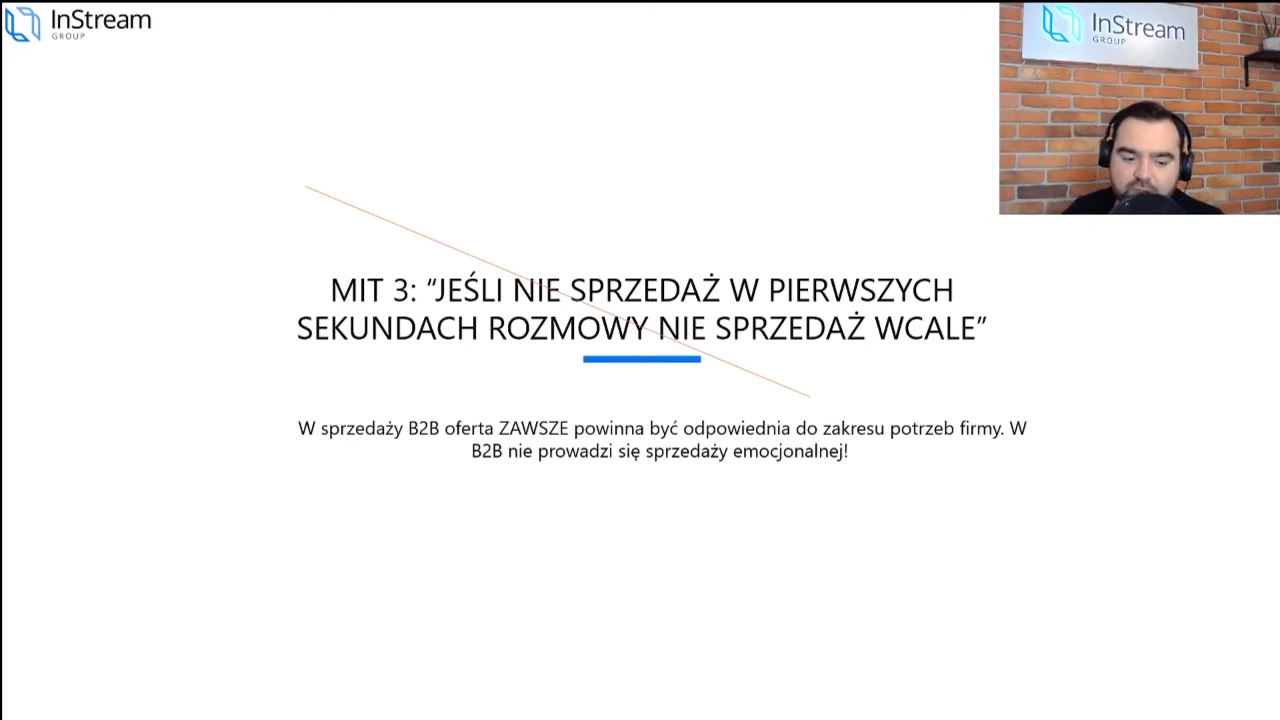 InStream
GROUP
InStream
GROUP
MIT 3: “JEŚLI NIE SPRZEDAŻ W PIERWSZYCH
SEKUNDACH ROZMOWY NIE SPRZEDAŻ WCALE”
W sprzedaży B2B oferta ZAWSZE powinna być odpowiednia do zakresu potrzeb firmy. W
B2B nie prowadzi się sprzedaży emocjonalnej!